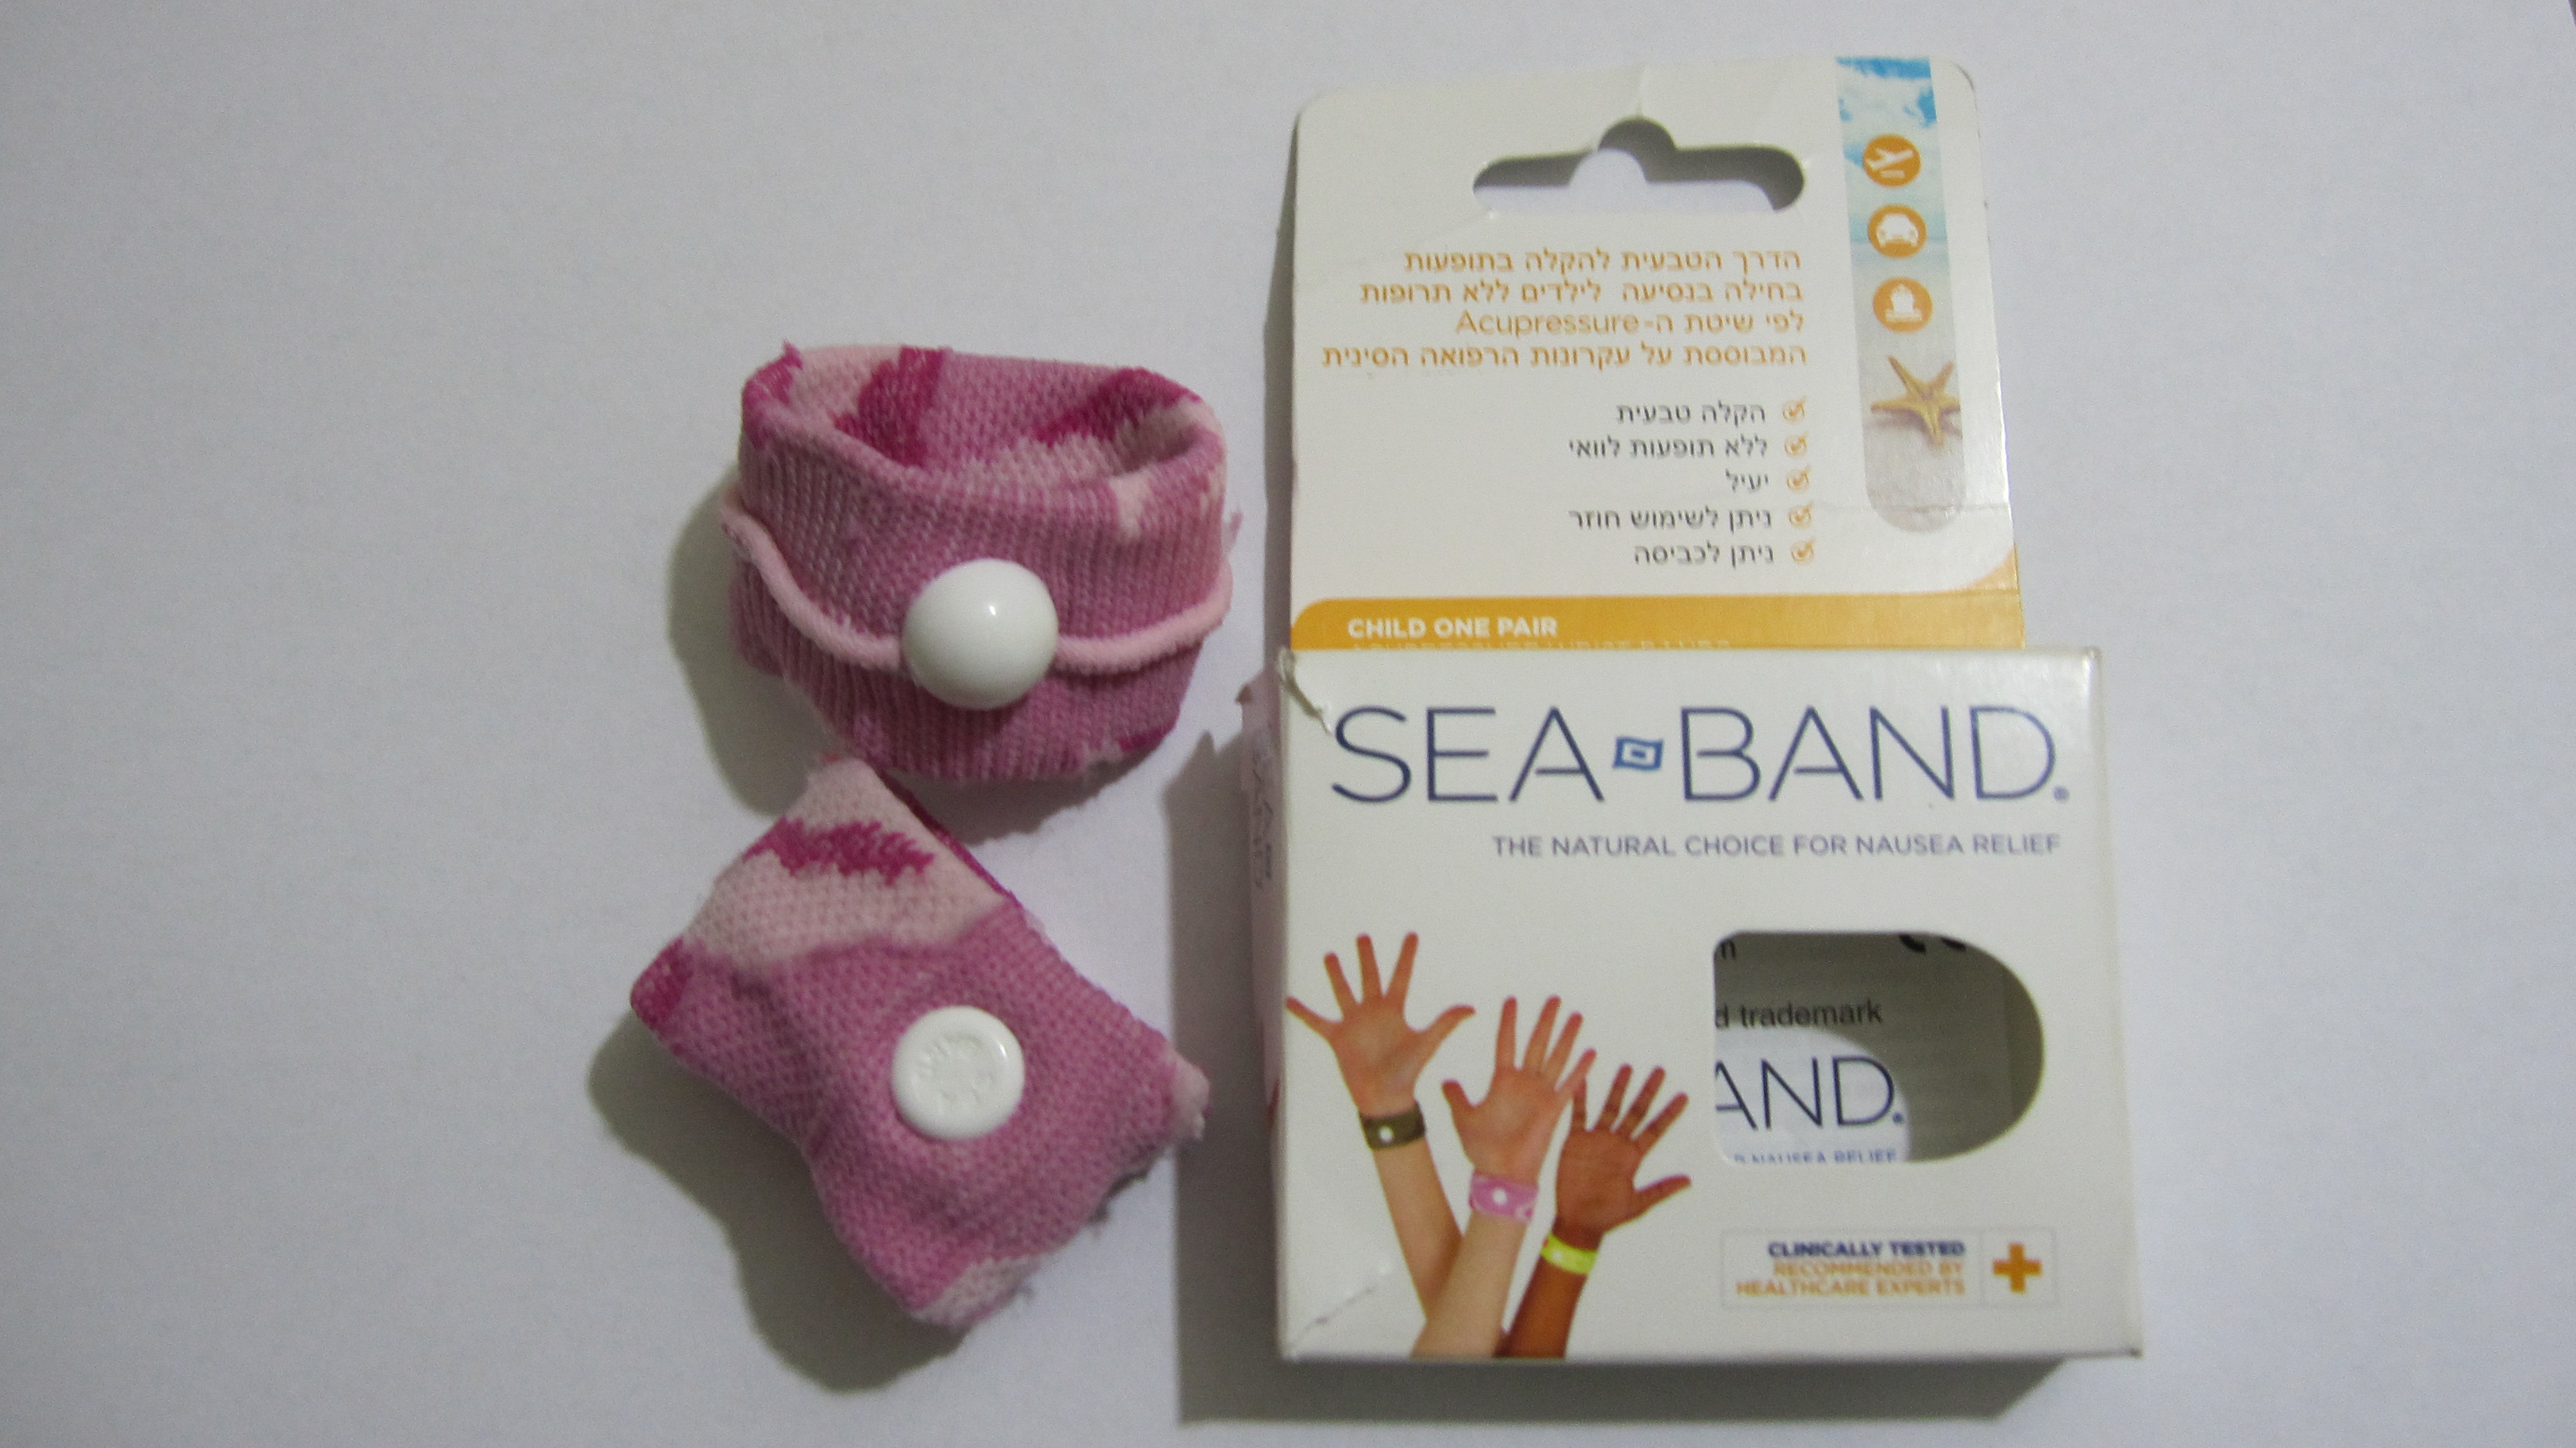 הדרך הטבעית להקלה בתופעות
בחילה בנסיעה לילדים ללא תרופות
לפי שיטת ה-Acupressure
המבוססת על עקרונות הרפואה הסינית
הקלה טבעית
ללא תופעות לוואי
יעיל
ניתן לשימוש חוזר
ניתן לכביסה
CHILD ONE PAIR
SEA-BAND®
THE NATURAL CHOICE FOR NAUSEA RELIEF
d trademark
AND®
NAUSEA RELIEF
CLINICALLY TESTED
RECOMMENDED BY
HEALTHCARE EXPERTS